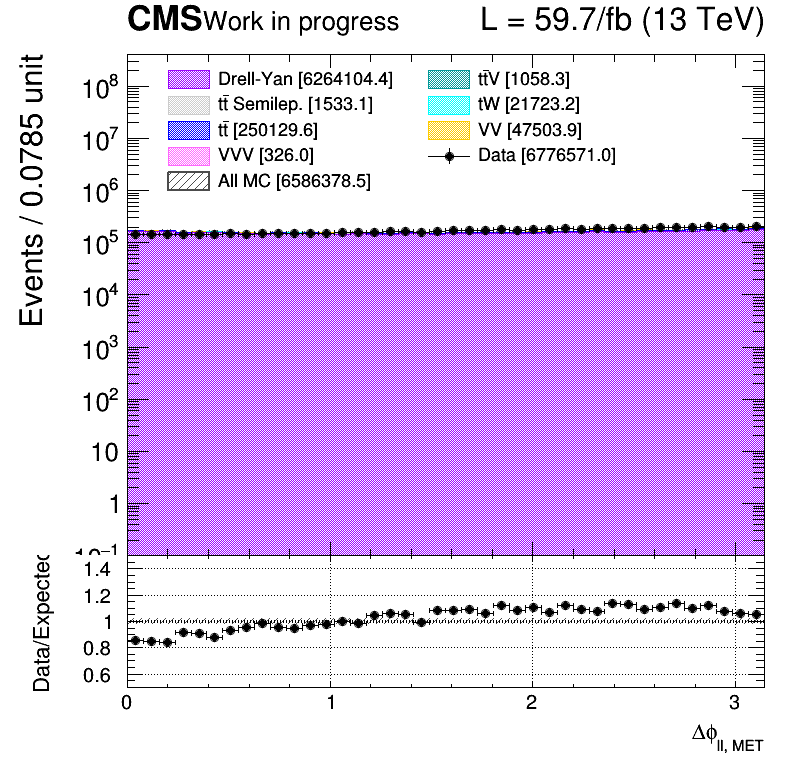 CMS Work in progress L = 59.7/fb (13 TeV)
Events / 0.0785 unit
Drell-Yan [6264104.4]
tt̄ Semilep. [1533.1]
tt̄ [250129.6]
VVV [326.0]
All MC [6586378.5]
tt̄V [1058.3]
tW [21723.2]
VV [47503.9]
Data [6776571.0]
10⁸
10⁷
10⁶
10⁵
10⁴
10³
10²
10
1
10⁻¹
Data/Expected
1.4
1.2
1
0.8
0.6
0 1 2 3
Δϕll, MET